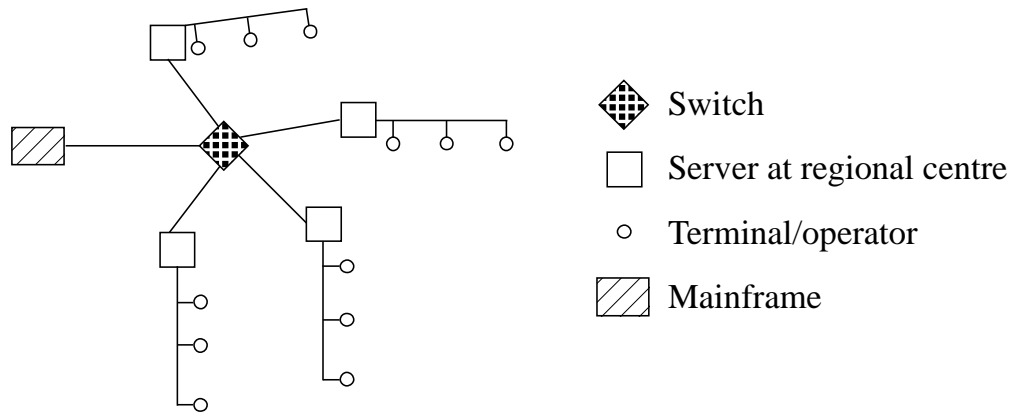 Switch
Server at regional centre
Terminal/operator
Mainframe